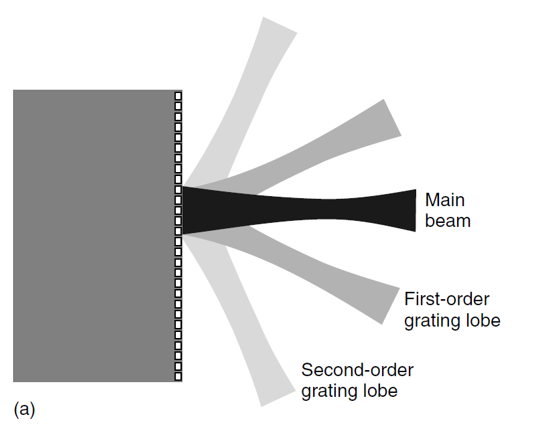 Main
beam
First-order
grating lobe
Second-order
grating lobe
(a)